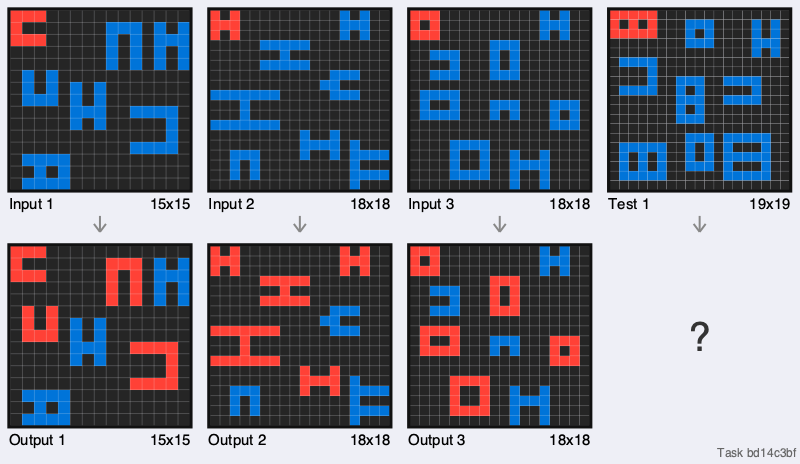 Input 1 15x15
Input 2 18x18
Input 3 18x18
Test 1 19x19
?
Output 1 15x15
Output 2 18x18
Output 3 18x18
Task bd14c3bf